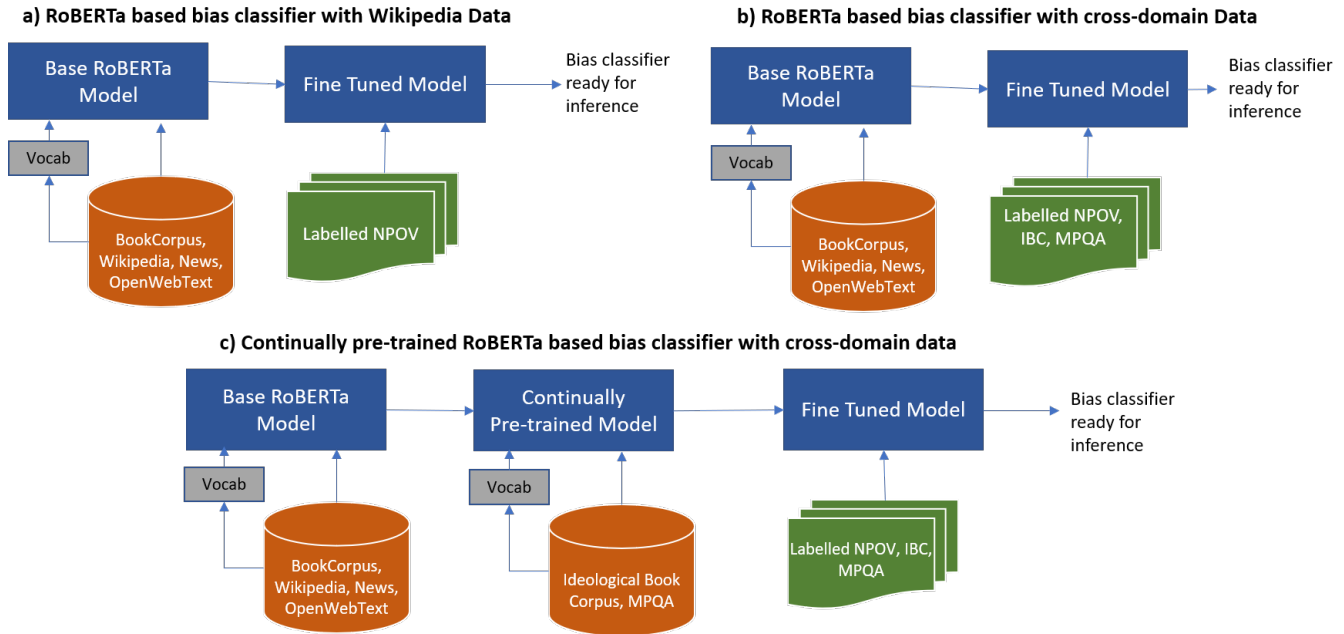 a) RoBERTa based bias classifier with Wikipedia Data
Base RoBERTa
Model
Fine Tuned Model
Bias classifier
ready for
inference
Vocab
BookCorpus,
Wikipedia, News,
OpenWebText
Labelled NPOV
b) RoBERTa based bias classifier with cross-domain Data
Base RoBERTa
Model
Fine Tuned Model
Bias classifier
ready for
inference
Vocab
BookCorpus,
Wikipedia, News,
OpenWebText
Labelled NPOV,
IBC, MPQA
c) Continually pre-trained RoBERTa based bias classifier with cross-domain data
Base RoBERTa
Model
Continually
Pre-trained Model
Fine Tuned Model
Bias classifier
ready for
inference
Vocab
BookCorpus,
Wikipedia, News,
OpenWebText
Vocab
Ideological Book
Corpus, MPQA
Labelled NPOV, IBC,
MPQA